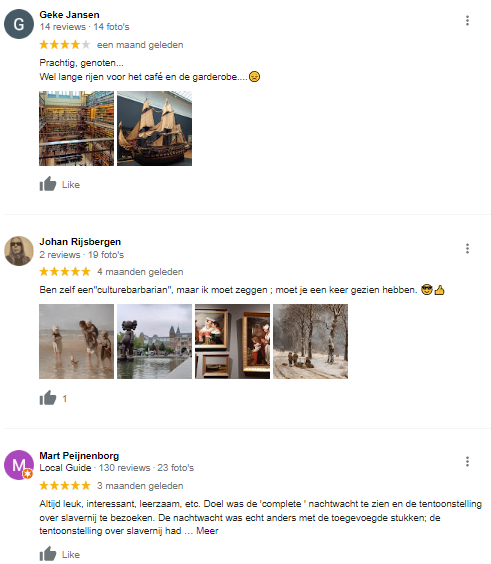 G
Geke Jansen
14 reviews · 14 foto's
een maand geleden
Prachtig, genoten...
Wel lange rijen voor het café en de garderobe....😣
Like
Johan Rijsbergen
2 reviews · 19 foto's
4 maanden geleden
Ben zelf een"culturebarbarian", maar ik moet zeggen ; moet je een keer gezien hebben. 😎👍
1
M
Mart Peijnenborg
Local Guide · 130 reviews · 23 foto's
3 maanden geleden
Altijd leuk, interessant, leerzaam, etc. Doel was de 'complete ' nachtwacht te zien en de tentoonstelling
over slavernij te bezoeken. De nachtwacht was echt anders met de toegevoegde stukken; de
tentoonstelling over slavernij had … Meer
Like